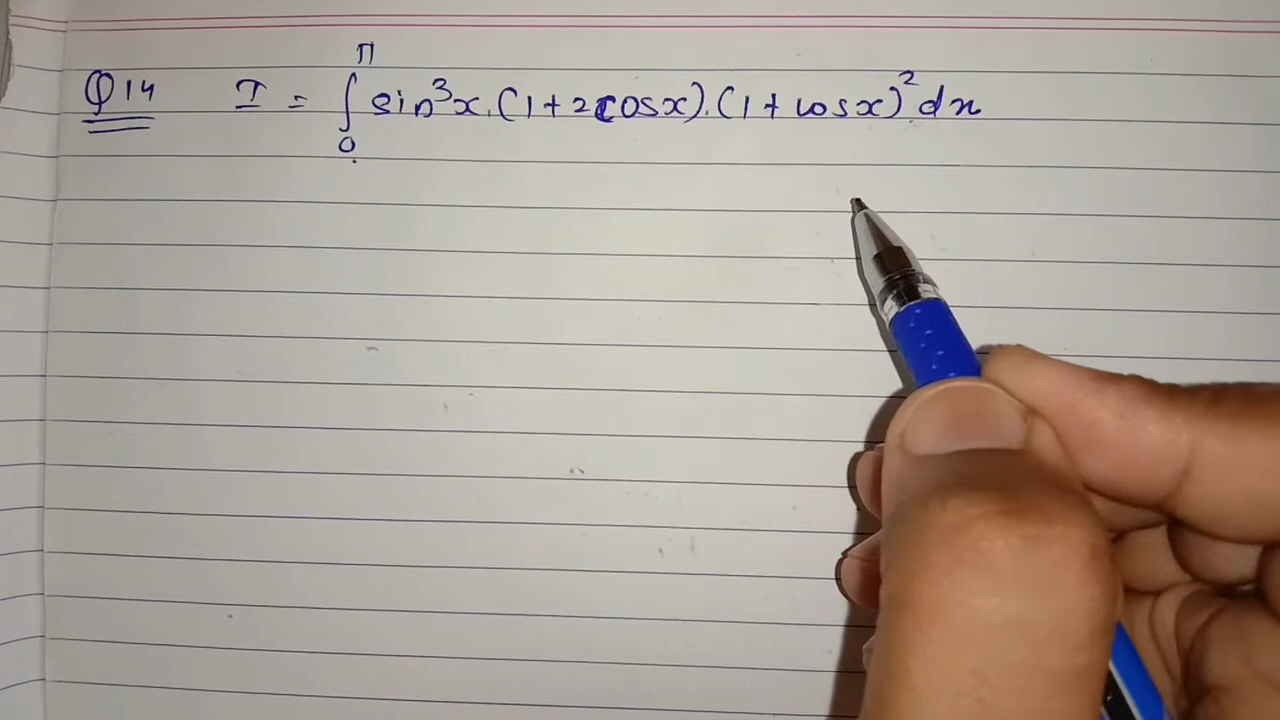 Q14 I = ∫₀^π sin³x.(1+2cosx).(1+cosx)² dx